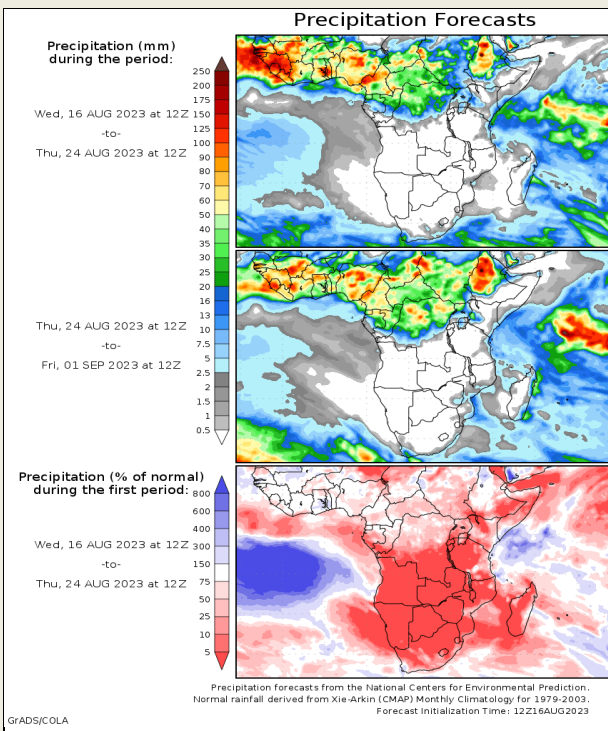 Precipitation Forecasts
Precipitation (mm)
during the period:
Wed, 16 AUG 2023 at 12Z
-to-
Thu, 24 AUG 2023 at 12Z
250
200
175
150
125
100
90
80
70
60
50
40
35
30
25
20
16
13
10
7.5
5
2.5
2
1.5
1
0.5
Thu, 24 AUG 2023 at 12Z
-to-
Fri, 01 SEP 2023 at 12Z
Precipitation (% of normal)
during the first period:
Wed, 16 AUG 2023 at 12Z
-to-
Thu, 24 AUG 2023 at 12Z
800
600
400
300
150
75
50
25
10
5
Precipitation forecasts from the National Centers for Environmental Prediction.
Normal rainfall derived from Xie-Arkin (CMAP) Monthly Climatology for 1979-2003.
Forecast Initialization Time: 12Z16AUG2023
GrADS/COLA